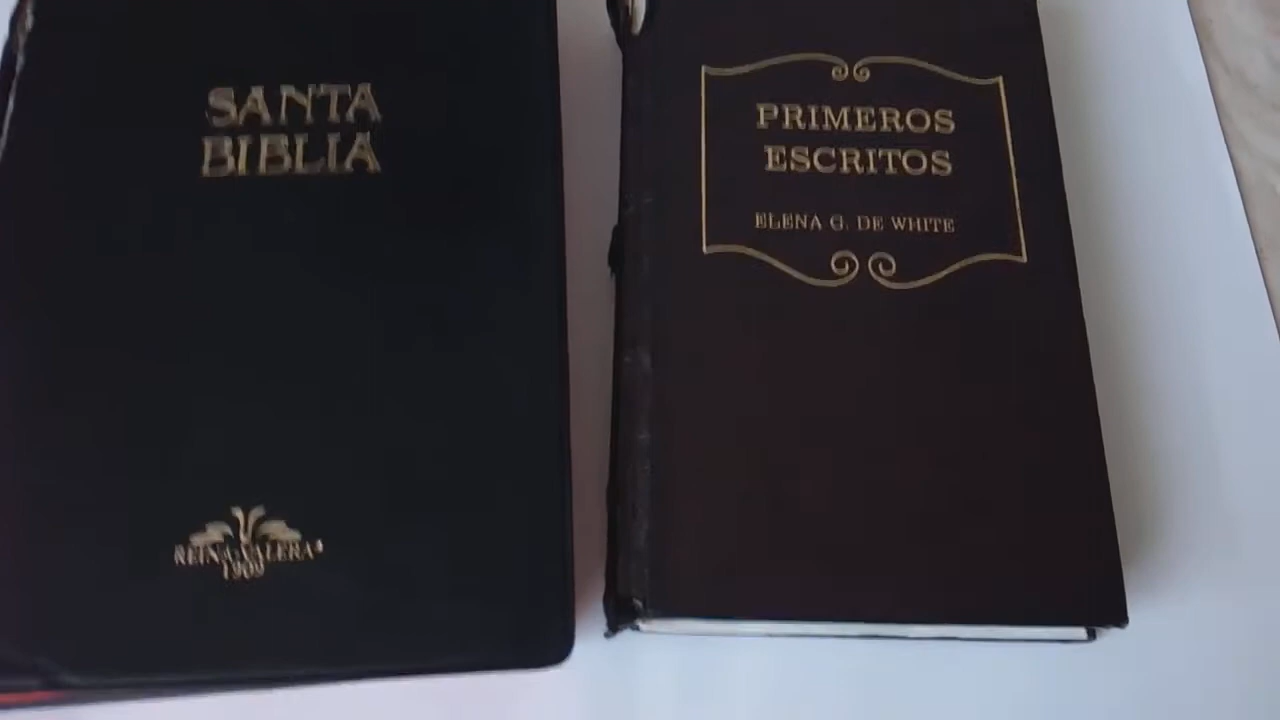 SANTA
BIBLIA
REINA-VALERA
1909
PRIMEROS
ESCRITOS
ELENA G. DE WHITE